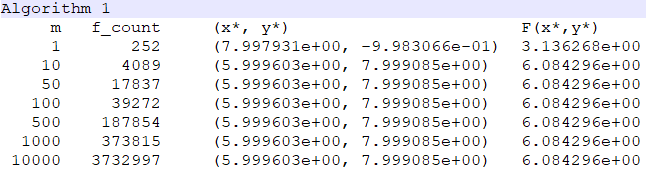 Algorithm 1
m f_count (x*, y*) F(x*,y*)
1 252 (7.997931e+00, -9.983066e-01) 3.136268e+00
10 4089 (5.999603e+00, 7.999085e+00) 6.084296e+00
50 17837 (5.999603e+00, 7.999085e+00) 6.084296e+00
100 39272 (5.999603e+00, 7.999085e+00) 6.084296e+00
500 187854 (5.999603e+00, 7.999085e+00) 6.084296e+00
1000 373815 (5.999603e+00, 7.999085e+00) 6.084296e+00
10000 3732997 (5.999603e+00, 7.999085e+00) 6.084296e+00